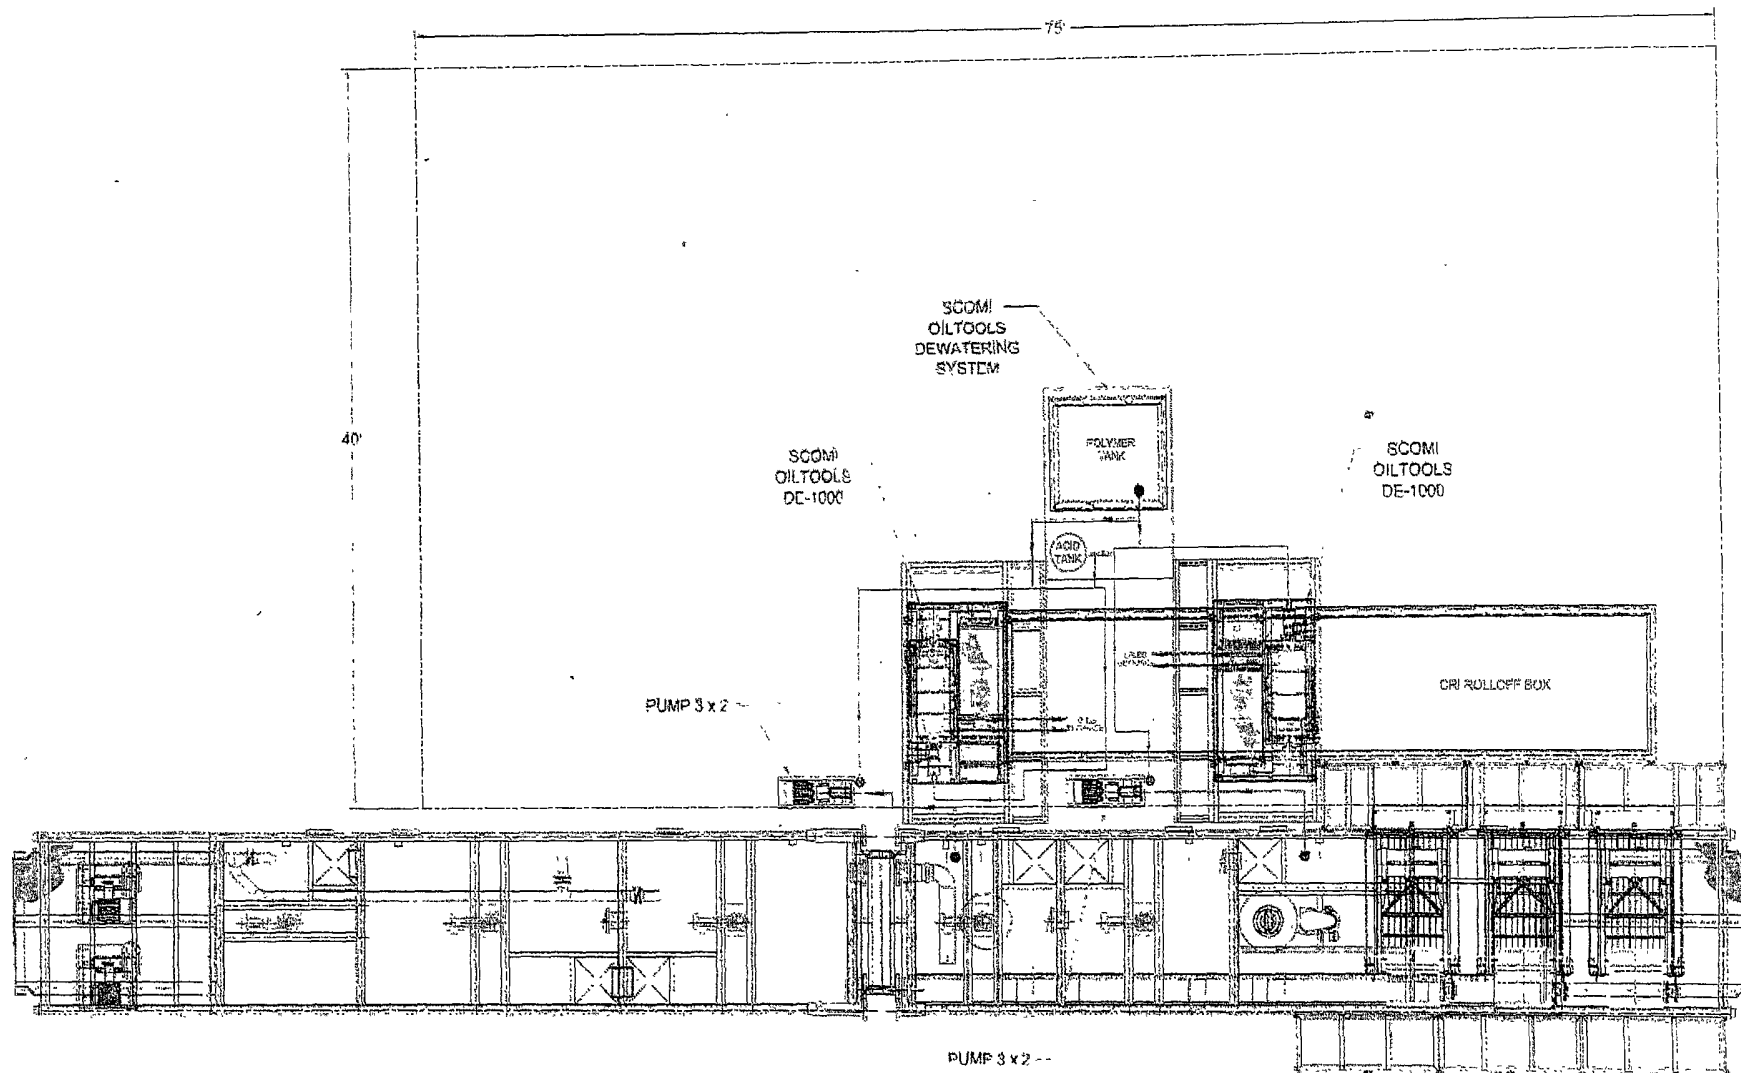 75'
SCOMI
OILTOOLS
DEWATERING
SYSTEM
40'
POLYMER
TANK
SCOMI
OILTOOLS
DE-1000
SCOMI
OILTOOLS
DE-1000
ACID
TANK
CRI ROLLOFF BOX
PUMP 3 x 2
PUMP 3 x 2